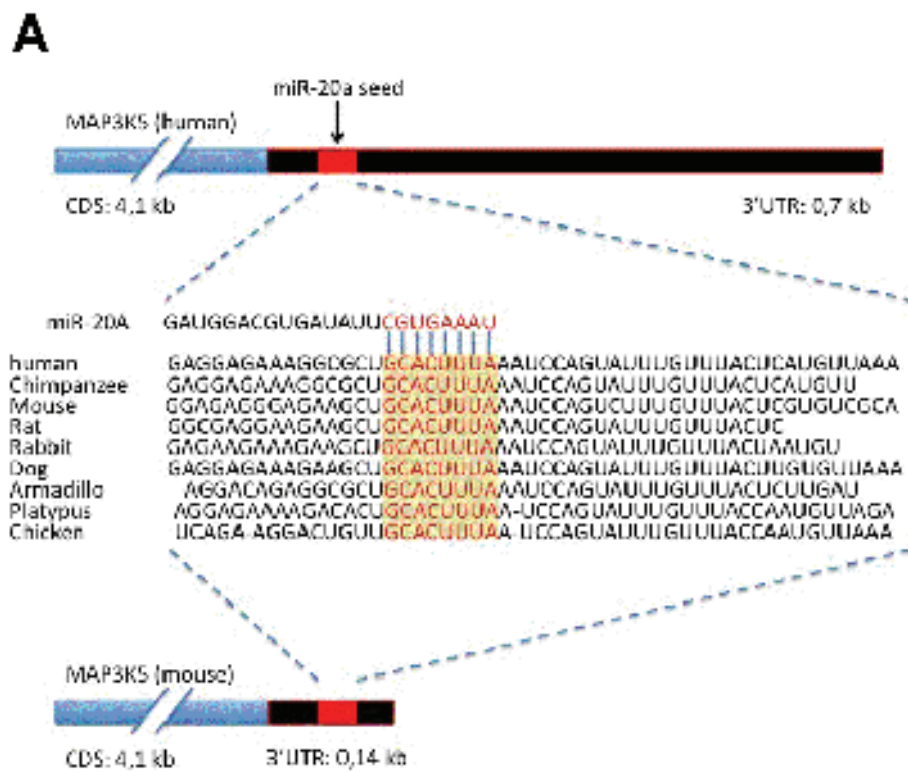 A
miR-20a seed
MAP3K5 (human)
CDS: 4,1 kb 3'UTR: 0,7 kb
miR-20A GAUGGACGUGAUAUUCGUGAAAU
human GAGGAGAAAGGCGCUGCACUUUAAAUCCAGUAUUUGUUUACUCAUGUUAAA
Chimpanzee GAGGAGAAAGGCGCUGCACUUUAAAUCCAGUAUUUGUUUACUCAUGUU
Mouse GGAGAGGGAGAAGCUGCACUUUAAAUCCAGUCUUUGUUUACUCGUGUCGCA
Rat GGCGAGGAAGAAGCUGCACUUUAAAUCCAGUAUUUGUUUACUC
Rabbit GAGAAGAAAGAAGCUGCACUUUAAAUCCAGUAUUUGUUUACUAAUGU
Dog GAGGAGAAAGAAGCUGCACUUUAAAUCCAGUAUUUGUUUACUUGUGUUAAA
Armadillo AGGACAGAGGCGCUGCACUUUAAAUCCAGUAUUUGUUUACUCUUGAU
Platypus AGGAGAAAAGACACUGCACUUUAA-UCCAGUAUUUGUUUACCAAUGUUAGA
Chicken UCAGA-AGGACUGUUGCACUUUAA-UCCAGUAUUUGUUUACCAAUGUUAAA
MAP3K5 (mouse)
CDS: 4,1 kb 3'UTR: 0,14 kb